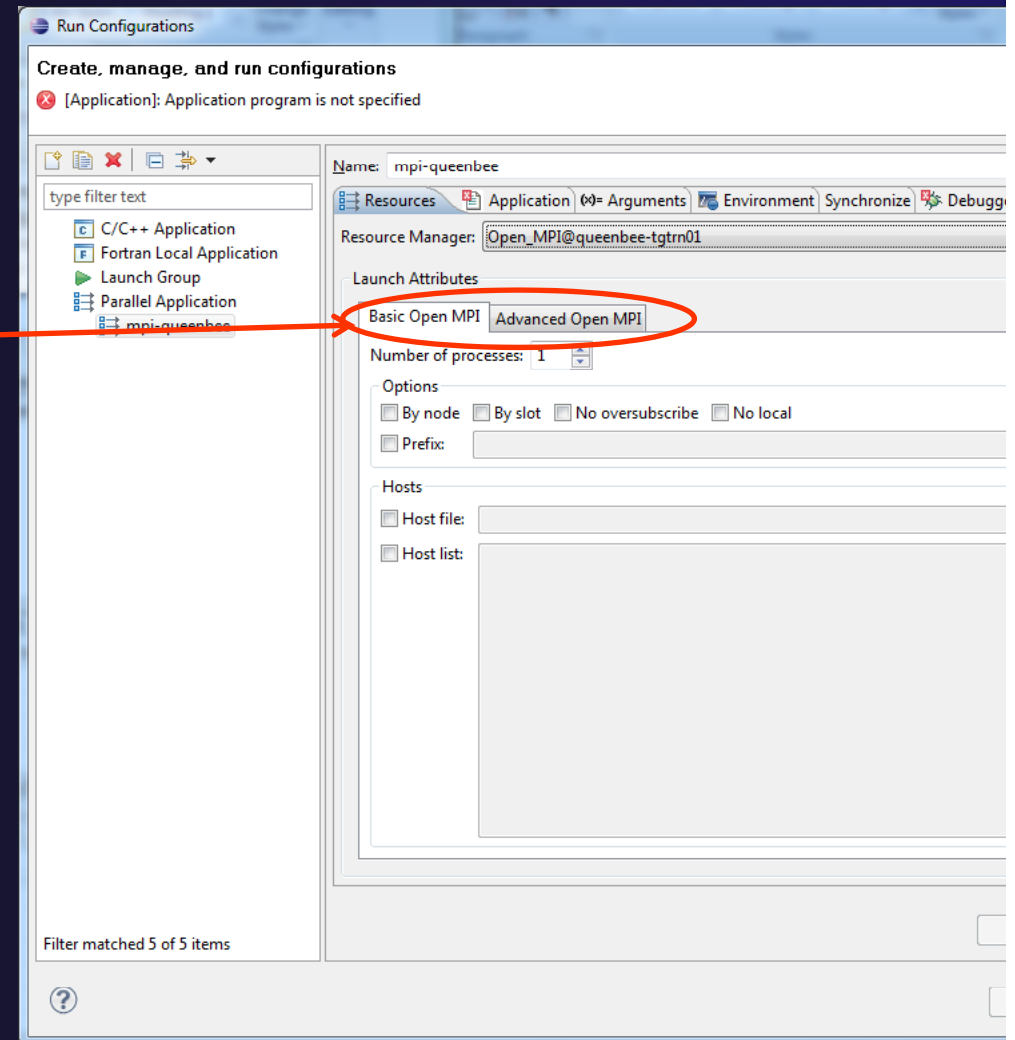 Run Configurations
Create, manage, and run configurations
[Application]: Application program is not specified
type filter text
C/C++ Application
Fortran Local Application
Launch Group
Parallel Application
mpi-queenbee
Filter matched 5 of 5 items
Name: mpi-queenbee
Resources Application (x)= Arguments Environment Synchronize Debugge
Resource Manager: Open_MPI@queenbee-tgtrn01
Launch Attributes
Basic Open MPI Advanced Open MPI
Number of processes: 1
Options
By node By slot No oversubscribe No local
Prefix:
Hosts
Host file:
Host list: